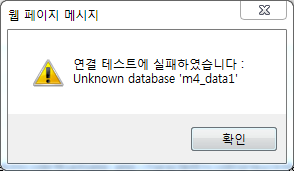 웹 페이지 메시지
연결 테스트에 실패하였습니다 :
Unknown database 'm4_data1'
확인